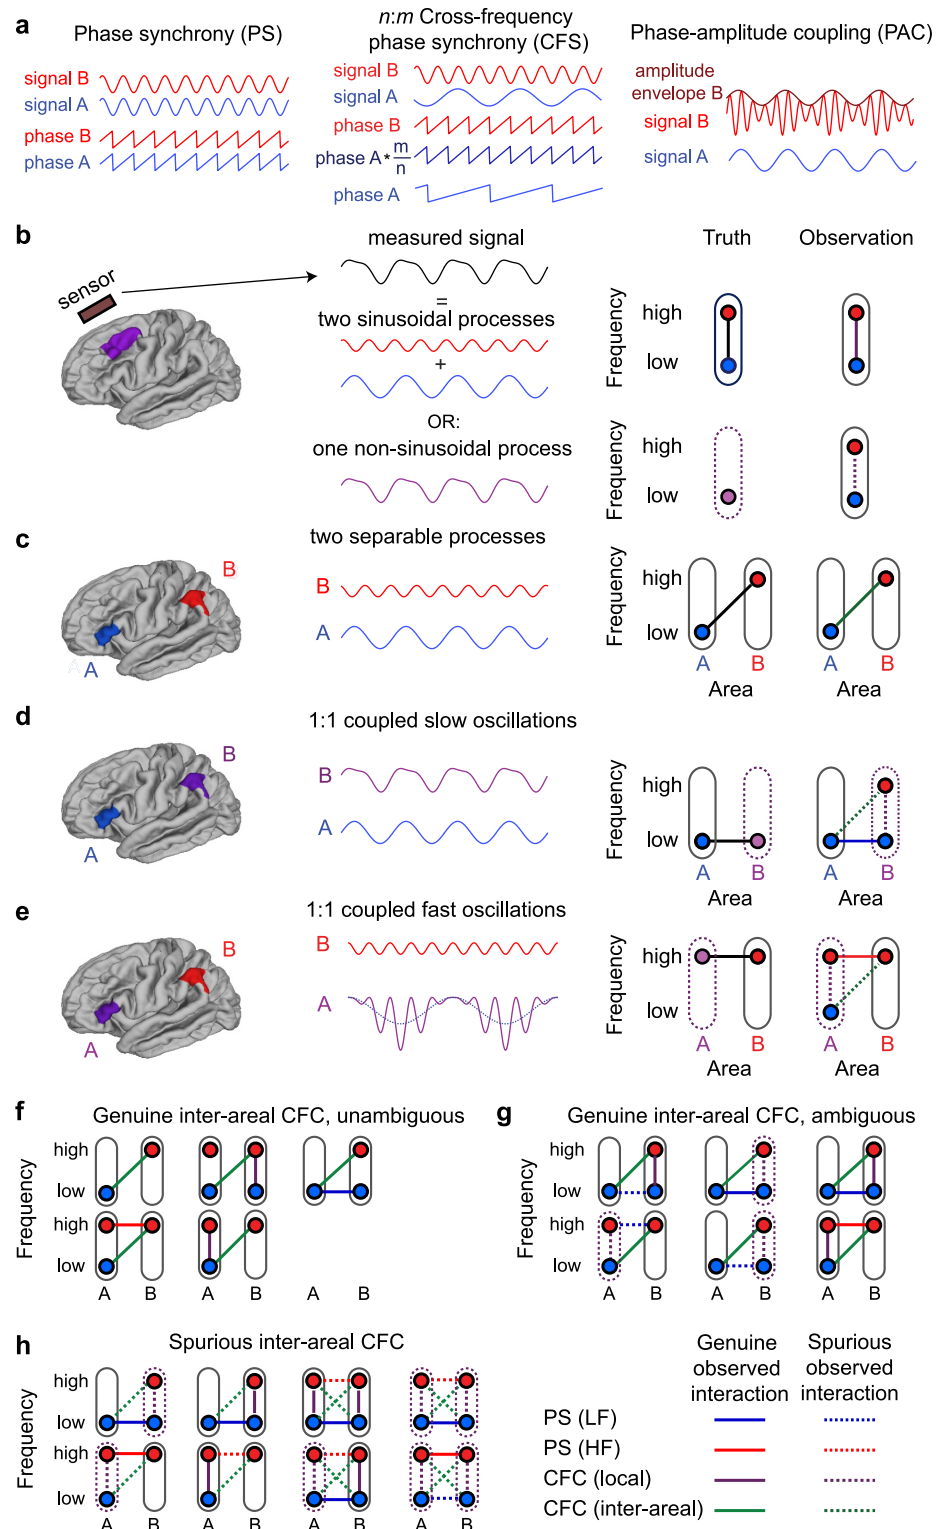 a
Phase synchrony (PS)
signal B
signal A
phase B
phase A
n:m Cross-frequency
phase synchrony (CFS)
signal B
signal A
phase B
phase A * m/n
phase A
Phase-amplitude coupling (PAC)
amplitude
envelope B
signal B
signal A
b
sensor
measured signal
=
two sinusoidal processes
+
OR:
one non-sinusoidal process
Truth
Observation
Frequency
high
low
Frequency
high
low
c
B
A
A
two separable processes
B
A
Frequency
high
low
A B
Area
A B
Area
d
B
A
1:1 coupled slow oscillations
B
A
Frequency
high
low
A B
Area
A B
Area
e
B
A
1:1 coupled fast oscillations
B
A
Frequency
high
low
A B
Area
A B
Area
f
Genuine inter-areal CFC, unambiguous
Frequency
high
low
high
low
A B
A B
A B
g
Genuine inter-areal CFC, ambiguous
Frequency
high
low
high
low
A B
A B
A B
h
Spurious inter-areal CFC
Frequency
high
low
high
low
A B
A B
A B
A B
Genuine
observed
interaction
Spurious
observed
interaction
PS (LF)
PS (HF)
CFC (local)
CFC (inter-areal)